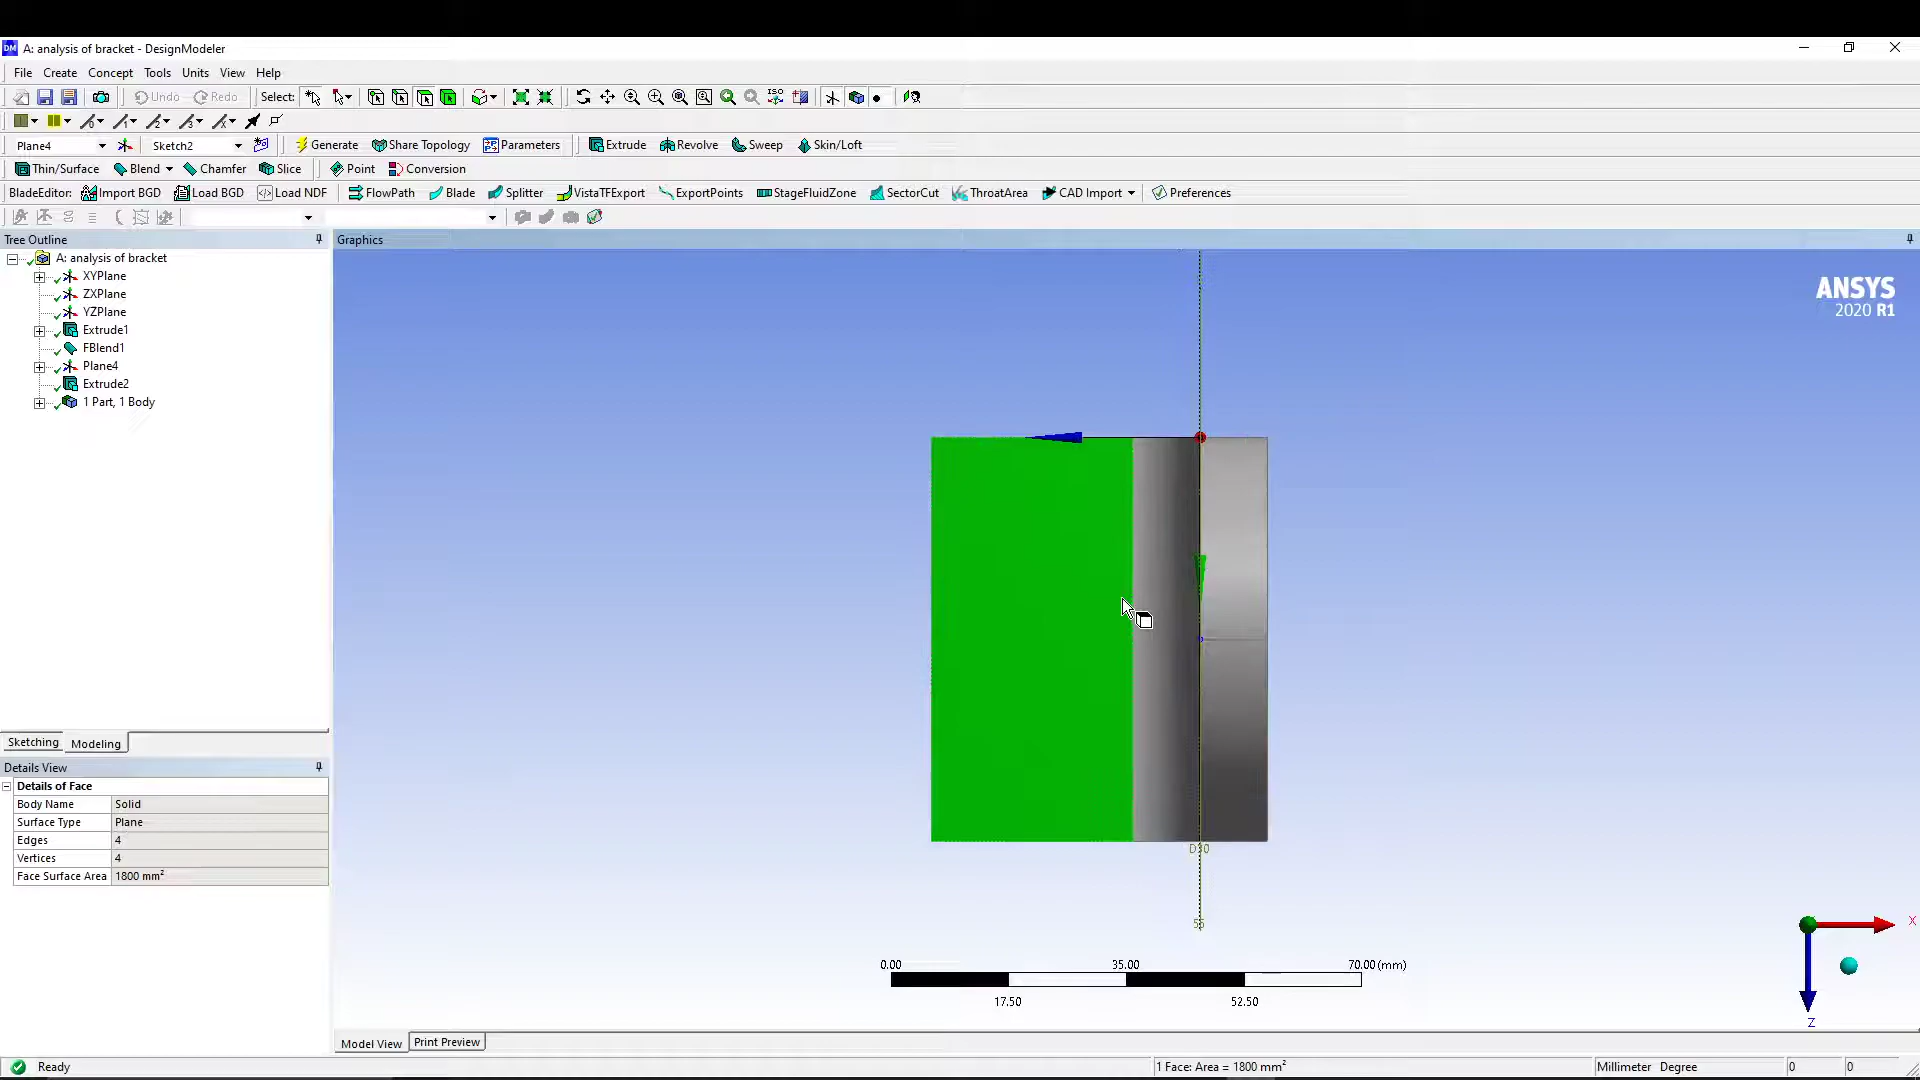 A: analysis of bracket - DesignModeler
File Create Concept Tools Units View Help
Undo Redo Select: ISO
Plane4 Sketch2 Generate Share Topology Parameters Extrude Revolve Sweep Skin/Loft
Thin/Surface Blend Chamfer Slice Point Conversion
BladeEditor: Import BGD Load BGD Load NDF FlowPath Blade Splitter VistaTFExport ExportPoints StageFluidZone SectorCut ThroatArea CAD Import Preferences
Tree Outline
Graphics
A: analysis of bracket
XYPlane
ZXPlane
YZPlane
Extrude1
FBlend1
Plane4
Extrude2
1 Part, 1 Body
ANSYS
2020 R1
Sketching Modeling
Details View
Details of Face
Body Name Solid
Surface Type Plane
Edges 4
Vertices 4
Face Surface Area 1800 mm²
0.00 35.00 70.00 (mm)
17.50 52.50
X
Z
Model View Print Preview
Ready 1 Face: Area = 1800 mm² Millimeter Degree 0 0